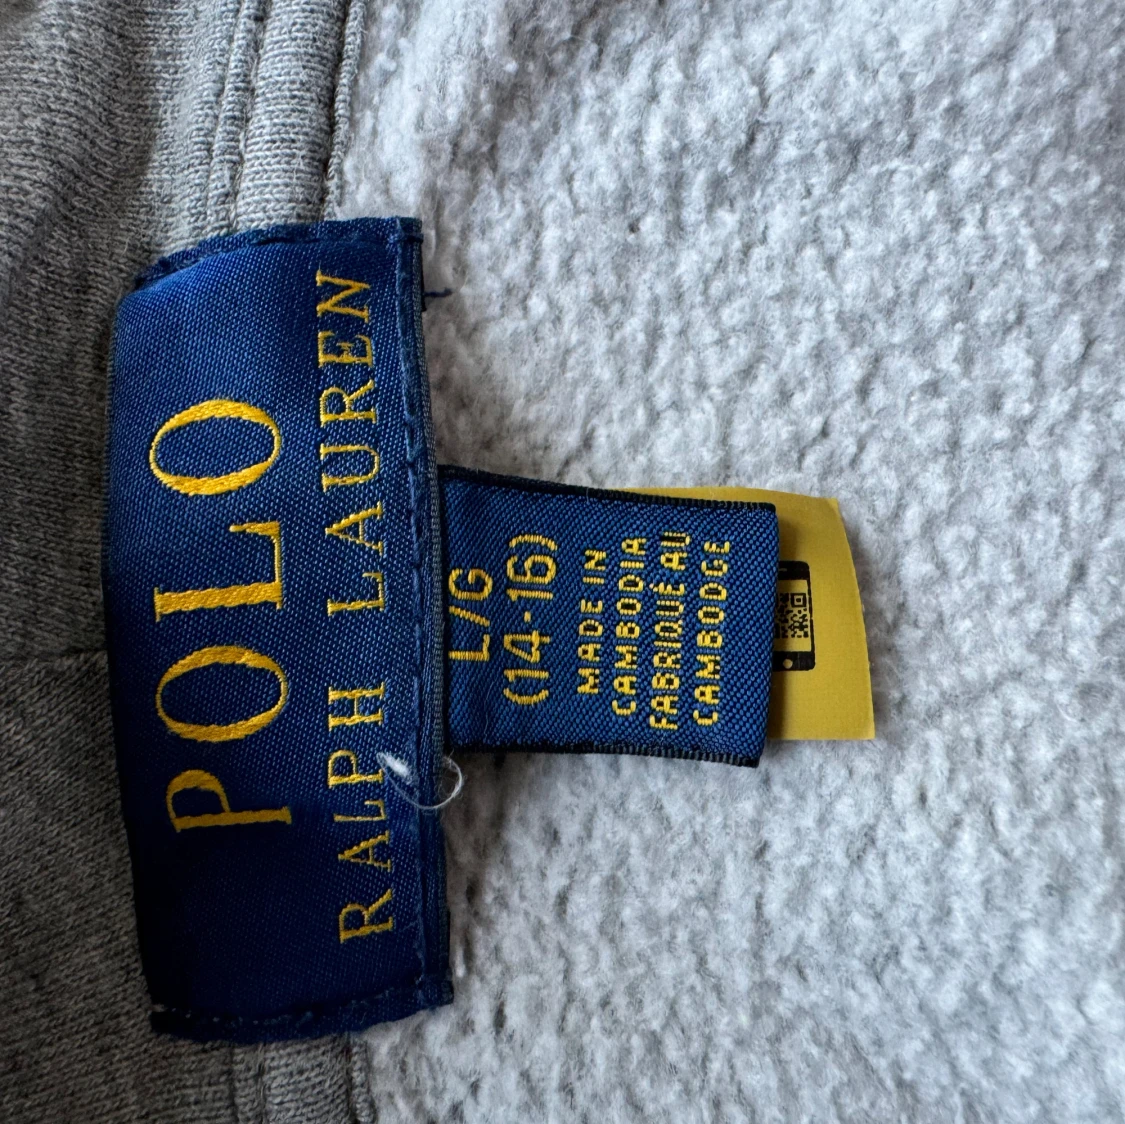 POLO
RALPH LAUREN
L/G
(14-16)
MADE IN
CAMBODIA
FABRIQUÉ AU
CAMBODGE